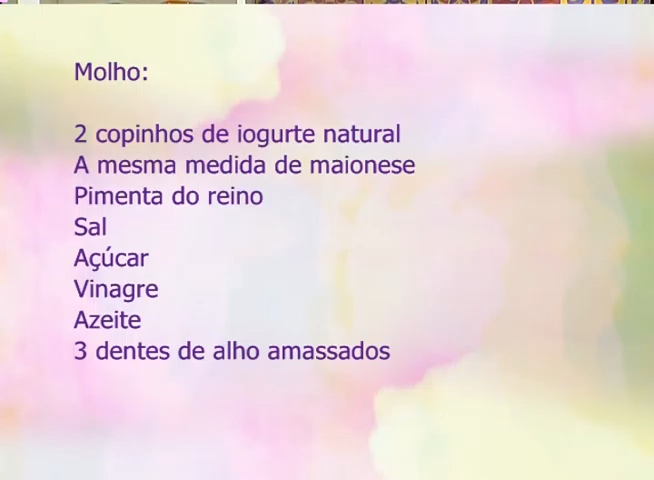 Molho:
2 copinhos de iogurte natural
A mesma medida de maionese
Pimenta do reino
Sal
Açúcar
Vinagre
Azeite
3 dentes de alho amassados